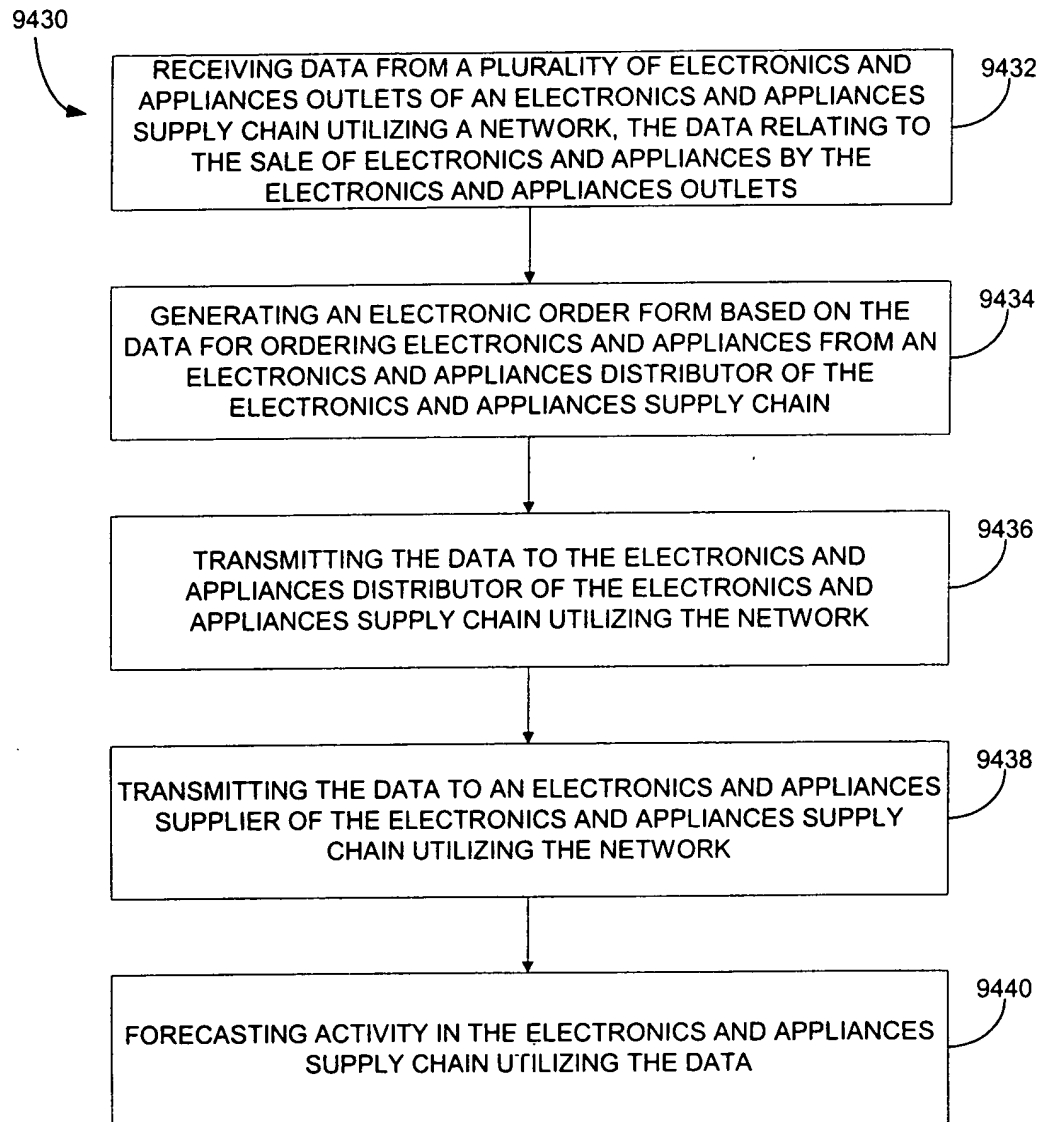 9430
RECEIVING DATA FROM A PLURALITY OF ELECTRONICS AND
APPLIANCES OUTLETS OF AN ELECTRONICS AND APPLIANCES
SUPPLY CHAIN UTILIZING A NETWORK, THE DATA RELATING TO
THE SALE OF ELECTRONICS AND APPLIANCES BY THE
ELECTRONICS AND APPLIANCES OUTLETS
9432
GENERATING AN ELECTRONIC ORDER FORM BASED ON THE
DATA FOR ORDERING ELECTRONICS AND APPLIANCES FROM AN
ELECTRONICS AND APPLIANCES DISTRIBUTOR OF THE
ELECTRONICS AND APPLIANCES SUPPLY CHAIN
9434
TRANSMITTING THE DATA TO THE ELECTRONICS AND
APPLIANCES DISTRIBUTOR OF THE ELECTRONICS AND
APPLIANCES SUPPLY CHAIN UTILIZING THE NETWORK
9436
TRANSMITTING THE DATA TO AN ELECTRONICS AND APPLIANCES
SUPPLIER OF THE ELECTRONICS AND APPLIANCES SUPPLY
CHAIN UTILIZING THE NETWORK
9438
FORECASTING ACTIVITY IN THE ELECTRONICS AND APPLIANCES
SUPPLY CHAIN UTILIZING THE DATA
9440